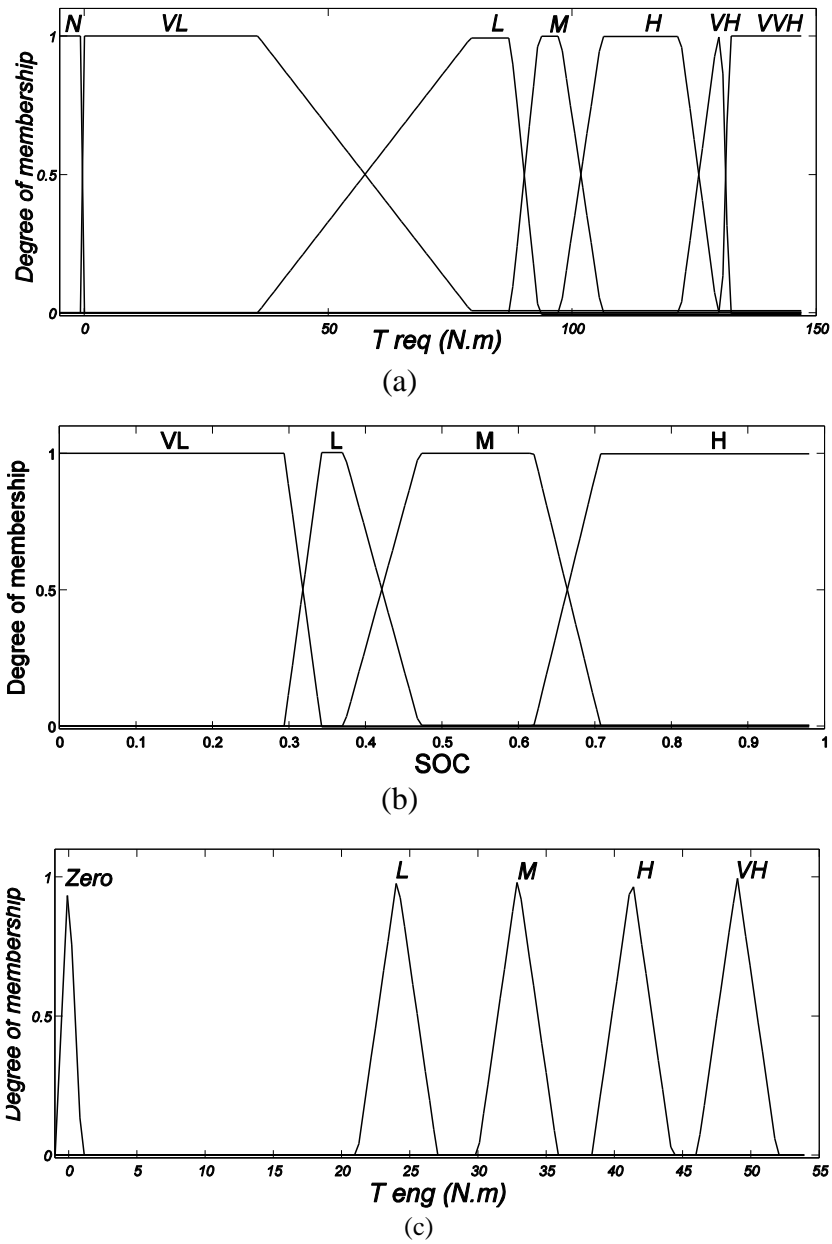 N VL L M H VH VVH
1
0.5
0
Degree of membership
0 50 100 150
T req (N.m)
(a)
VL L M H
1
0.5
0
Degree of membership
0 0.1 0.2 0.3 0.4 0.5 0.6 0.7 0.8 0.9 1
SOC
(b)
Zero L M H VH
1
0.5
0
Degree of membership
0 5 10 15 20 25 30 35 40 45 50 55
T eng (N.m)
(c)